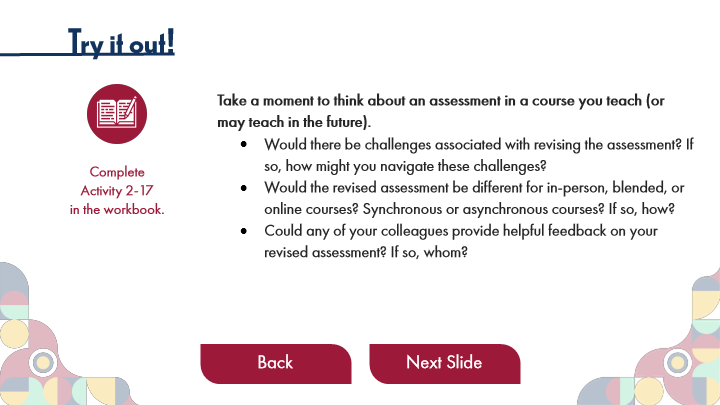 Try it out!
Complete
Activity 2-17
in the workbook.
Take a moment to think about an assessment in a course you teach (or
may teach in the future).
• Would there be challenges associated with revising the assessment? If
so, how might you navigate these challenges?
• Would the revised assessment be different for in-person, blended, or
online courses? Synchronous or asynchronous courses? If so, how?
• Could any of your colleagues provide helpful feedback on your
revised assessment? If so, whom?
Back
Next Slide